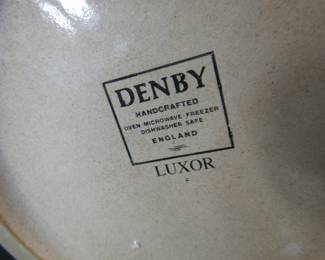 DENBY
HANDCRAFTED
OVEN-MICROWAVE FREEZER
DISHWASHER SAFE
ENGLAND
LUXOR
F